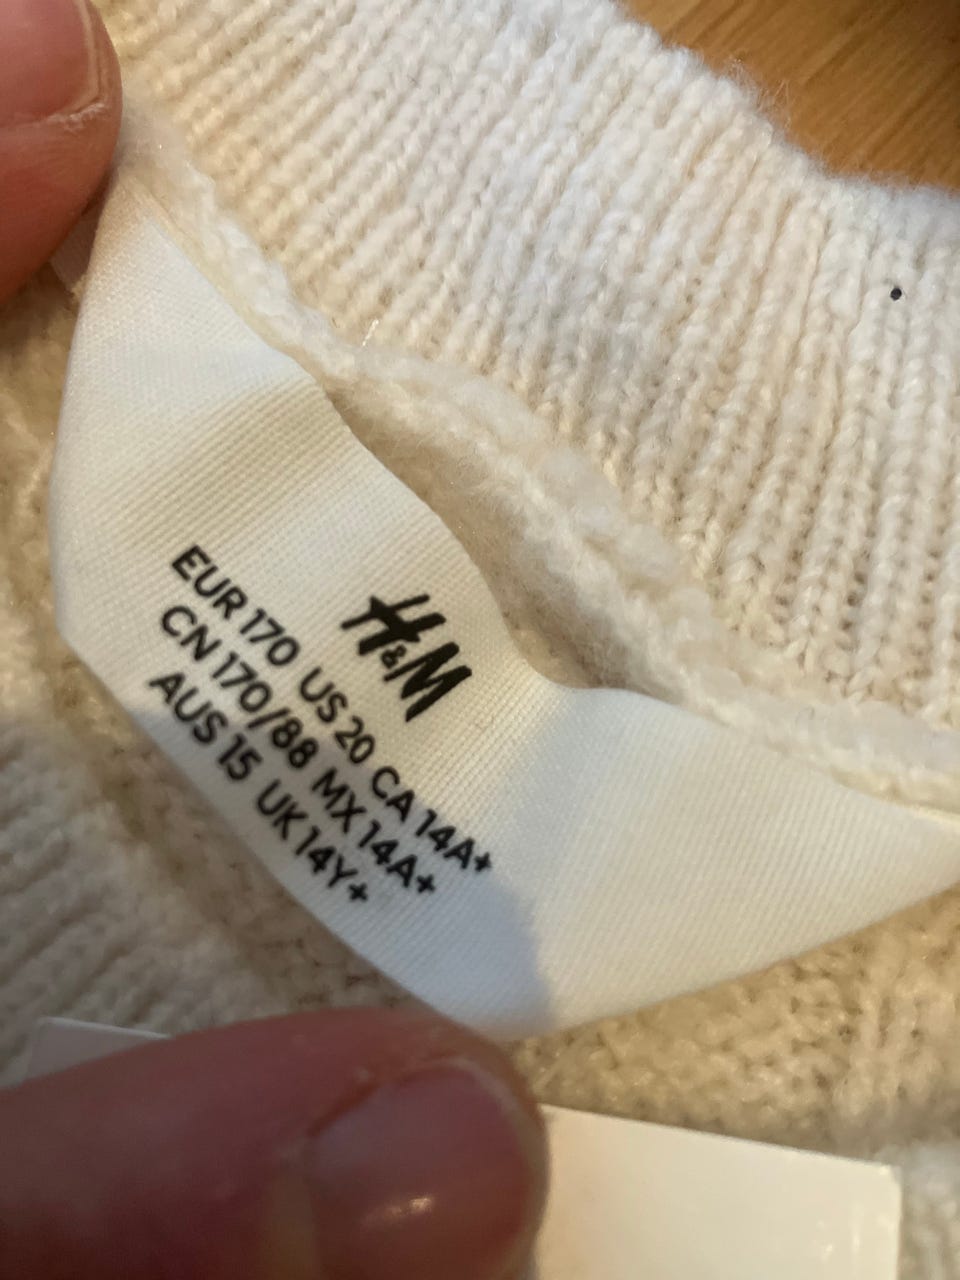 H&M
EUR 170 US 20 CA 14A+
CN 170/88 MX 14A+
AUS 15 UK 14Y+